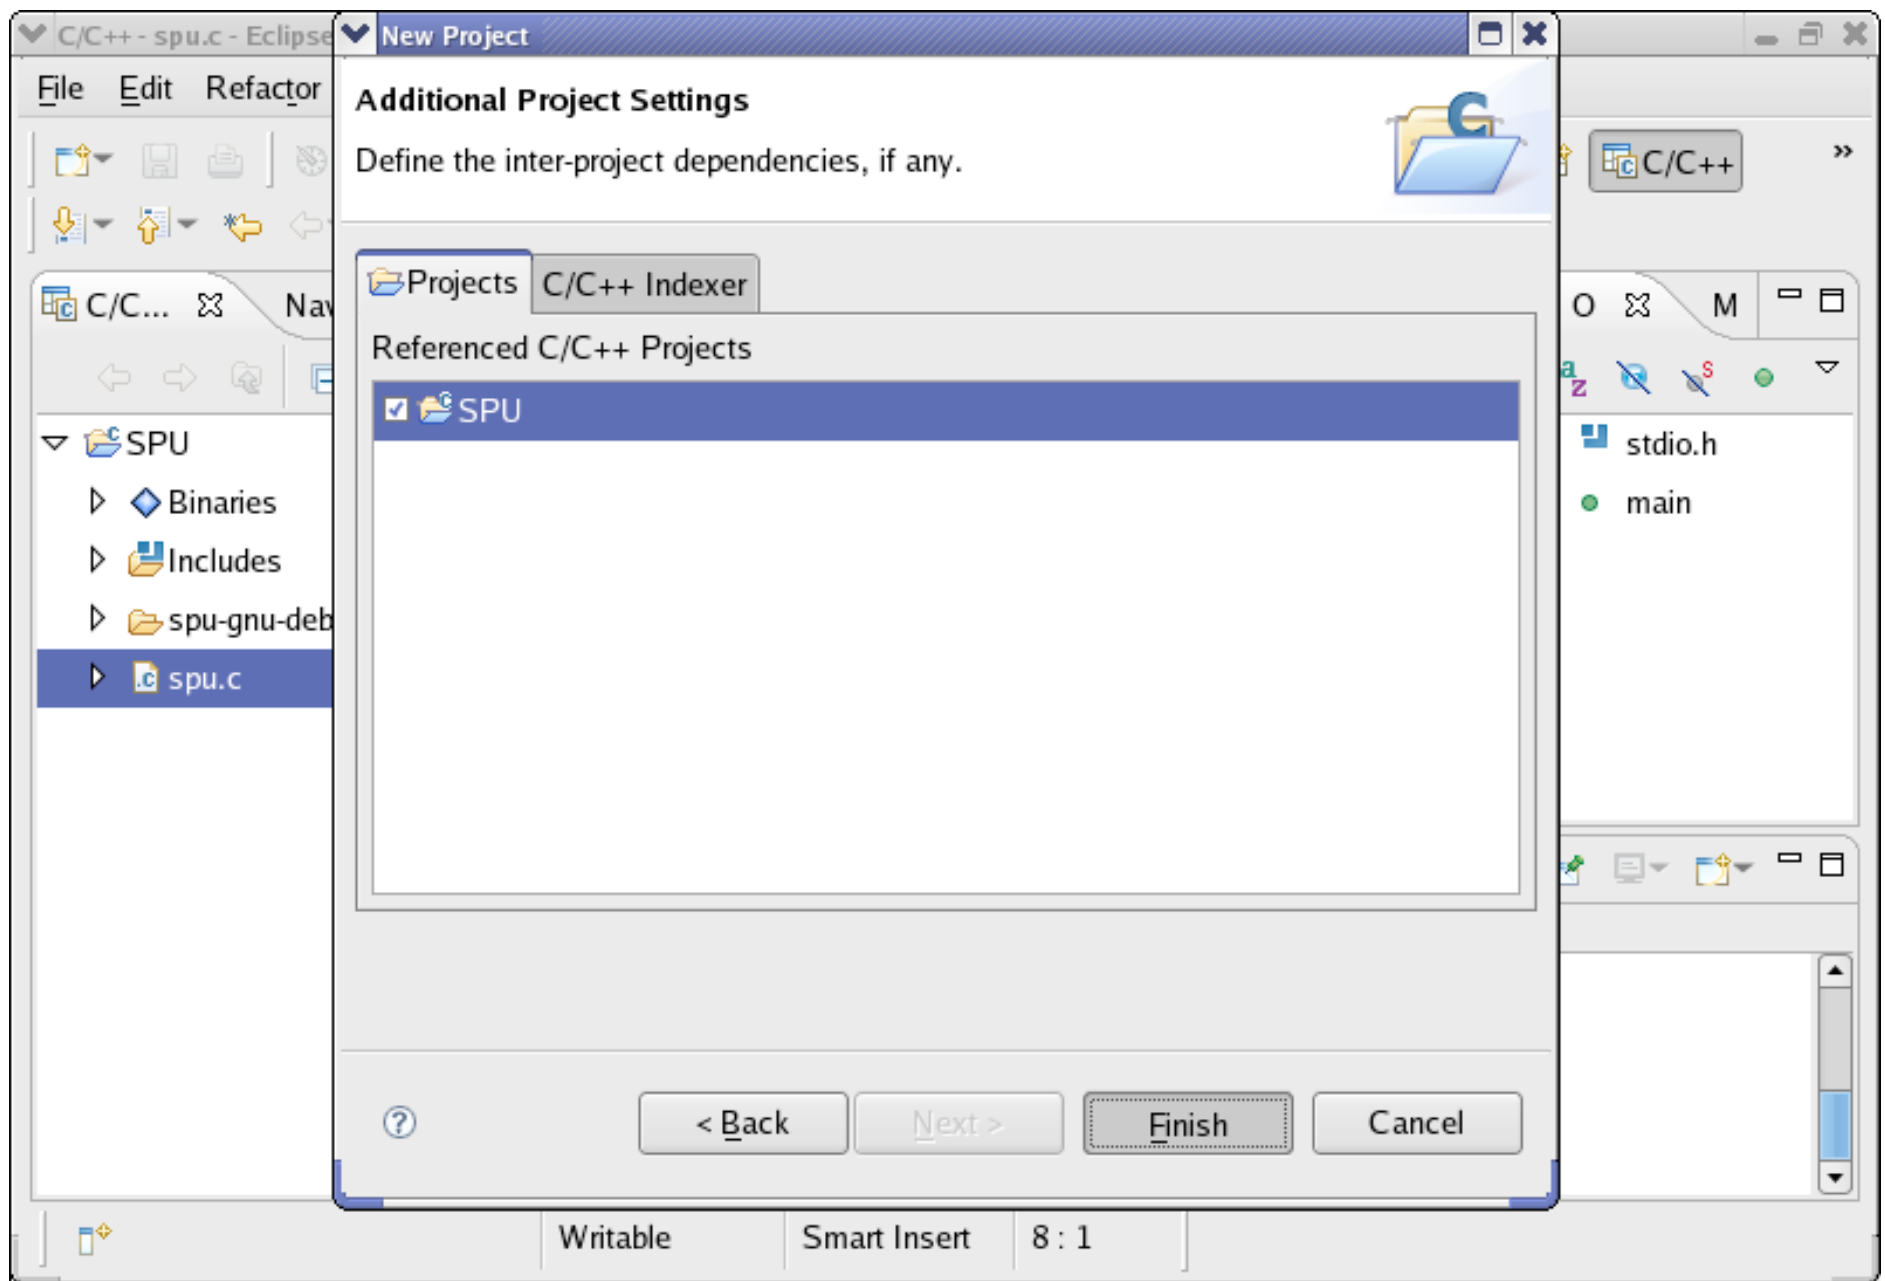 C/C++ - spu.c - Eclipse
New Project
File Edit Refactor
Additional Project Settings
Define the inter-project dependencies, if any.
C/C++
»
C/C...
Projects
C/C++ Indexer
O
M
Referenced C/C++ Projects
SPU
SPU
Binaries
Includes
spu-gnu-deb
spu.c
stdio.h
main
< Back
Next >
Finish
Cancel
Writable
Smart Insert
8 : 1